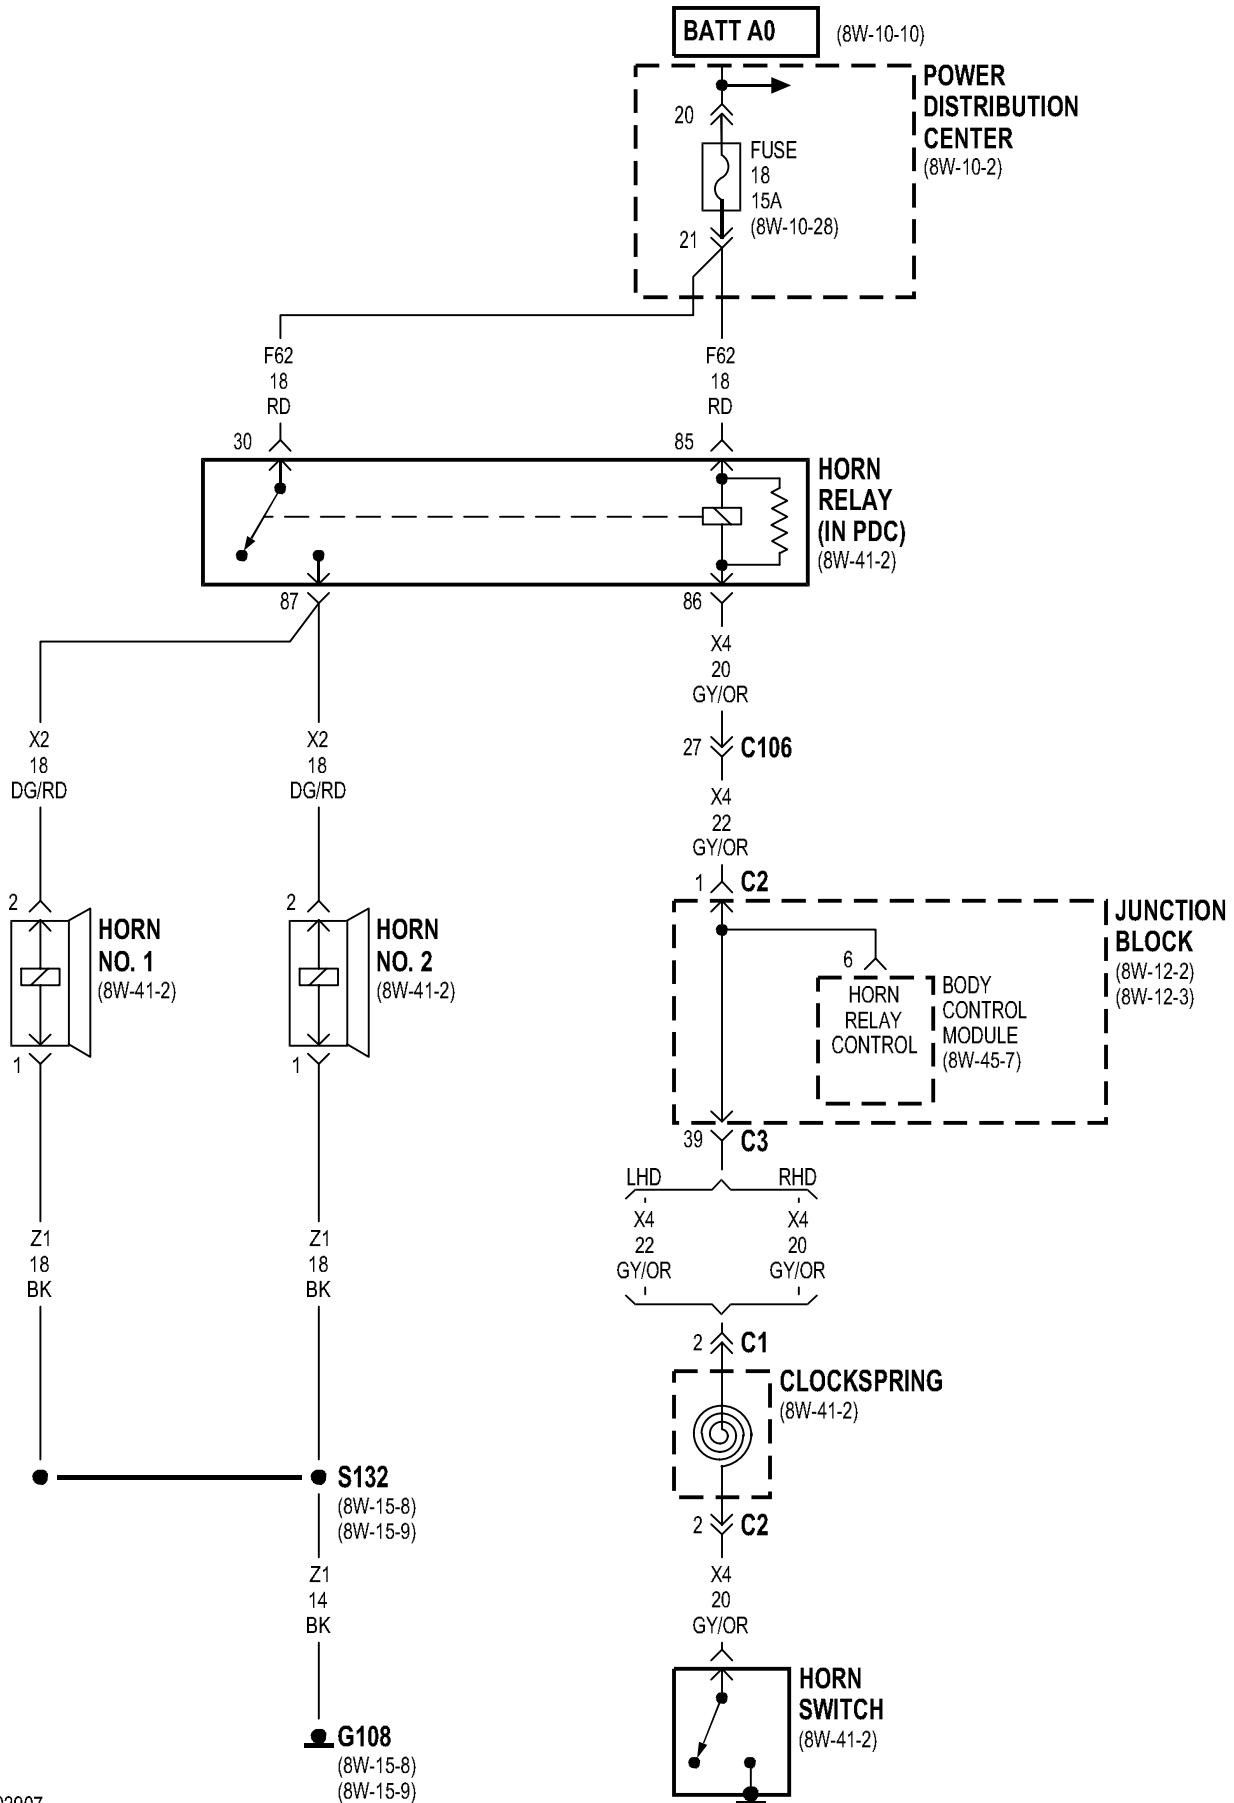 BATT A0
(8W-10-10)
POWER
DISTRIBUTION
CENTER
(8W-10-2)
20
FUSE
18
15A
(8W-10-28)
21
F62
18
RD
F62
18
RD
30
85
HORN
RELAY
(IN PDC)
(8W-41-2)
87
86
X4
20
GY/OR
X2
18
DG/RD
X2
18
DG/RD
27
C106
X4
22
GY/OR
1
C2
2
HORN
NO. 1
(8W-41-2)
1
2
HORN
NO. 2
(8W-41-2)
1
JUNCTION
BLOCK
(8W-12-2)
(8W-12-3)
6
HORN
RELAY
CONTROL
BODY
CONTROL
MODULE
(8W-45-7)
39
C3
LHD
RHD
X4
22
GY/OR
X4
20
GY/OR
Z1
18
BK
Z1
18
BK
2
C1
CLOCKSPRING
(8W-41-2)
S132
(8W-15-8)
(8W-15-9)
2
C2
Z1
14
BK
X4
20
GY/OR
HORN
SWITCH
(8W-41-2)
G108
(8W-15-8)
(8W-15-9)